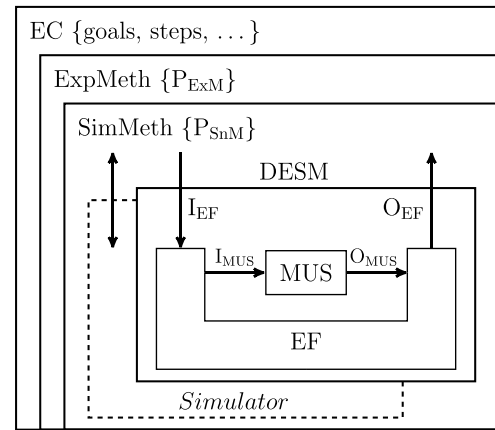 EC {goals, steps, …}
ExpMeth {P_ExM}
SimMeth {P_SnM}
DESM
I_EF
O_EF
I_MUS
MUS
O_MUS
EF
Simulator